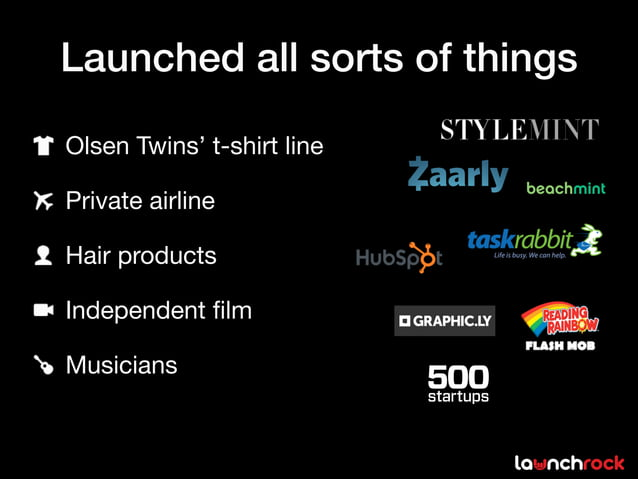 Launched all sorts of things
Olsen Twins’ t-shirt line
Private airline
Hair products
Independent film
Musicians
STYLEMINT
Zaarly
beachmint
HubSpot
taskrabbit
Life is busy. We can help.
GRAPHIC.LY
READING
RAINBOW
FLASH MOB
500
startups
launchrock